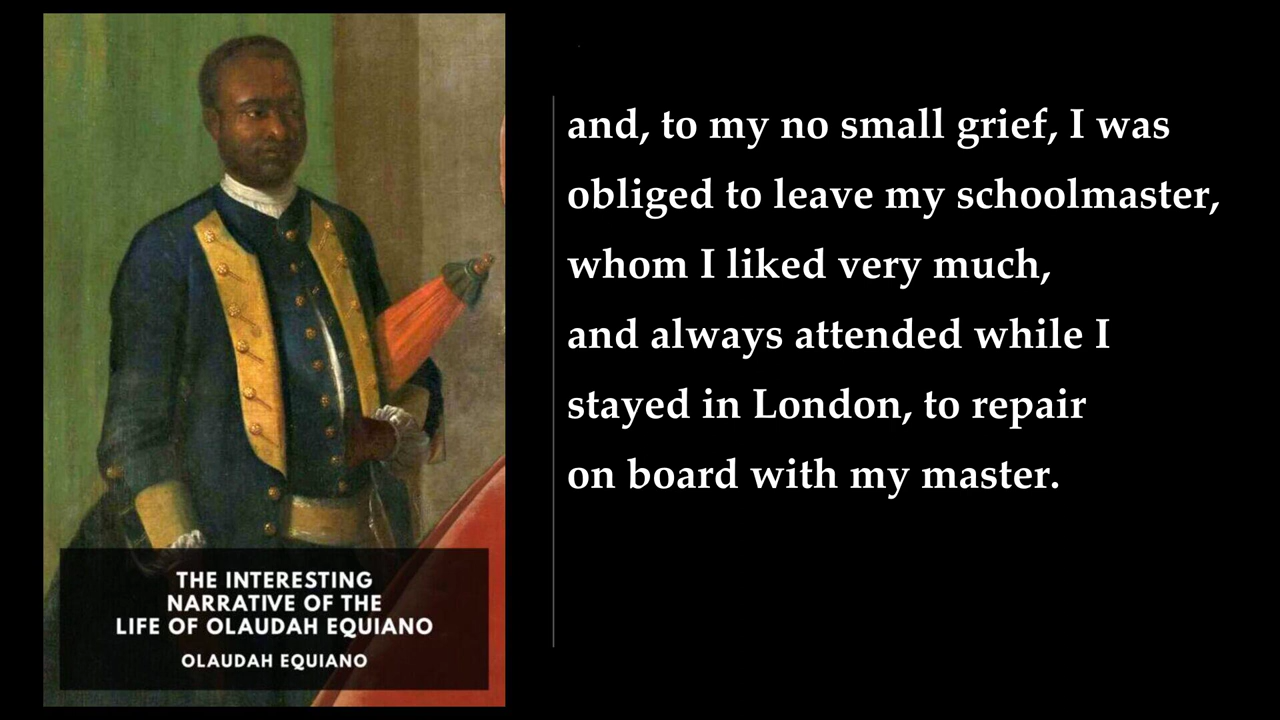 THE INTERESTING
NARRATIVE OF THE
LIFE OF OLAUDAH EQUIANO
OLAUDAH EQUIANO
and, to my no small grief, I was
obliged to leave my schoolmaster,
whom I liked very much,
and always attended while I
stayed in London, to repair
on board with my master.